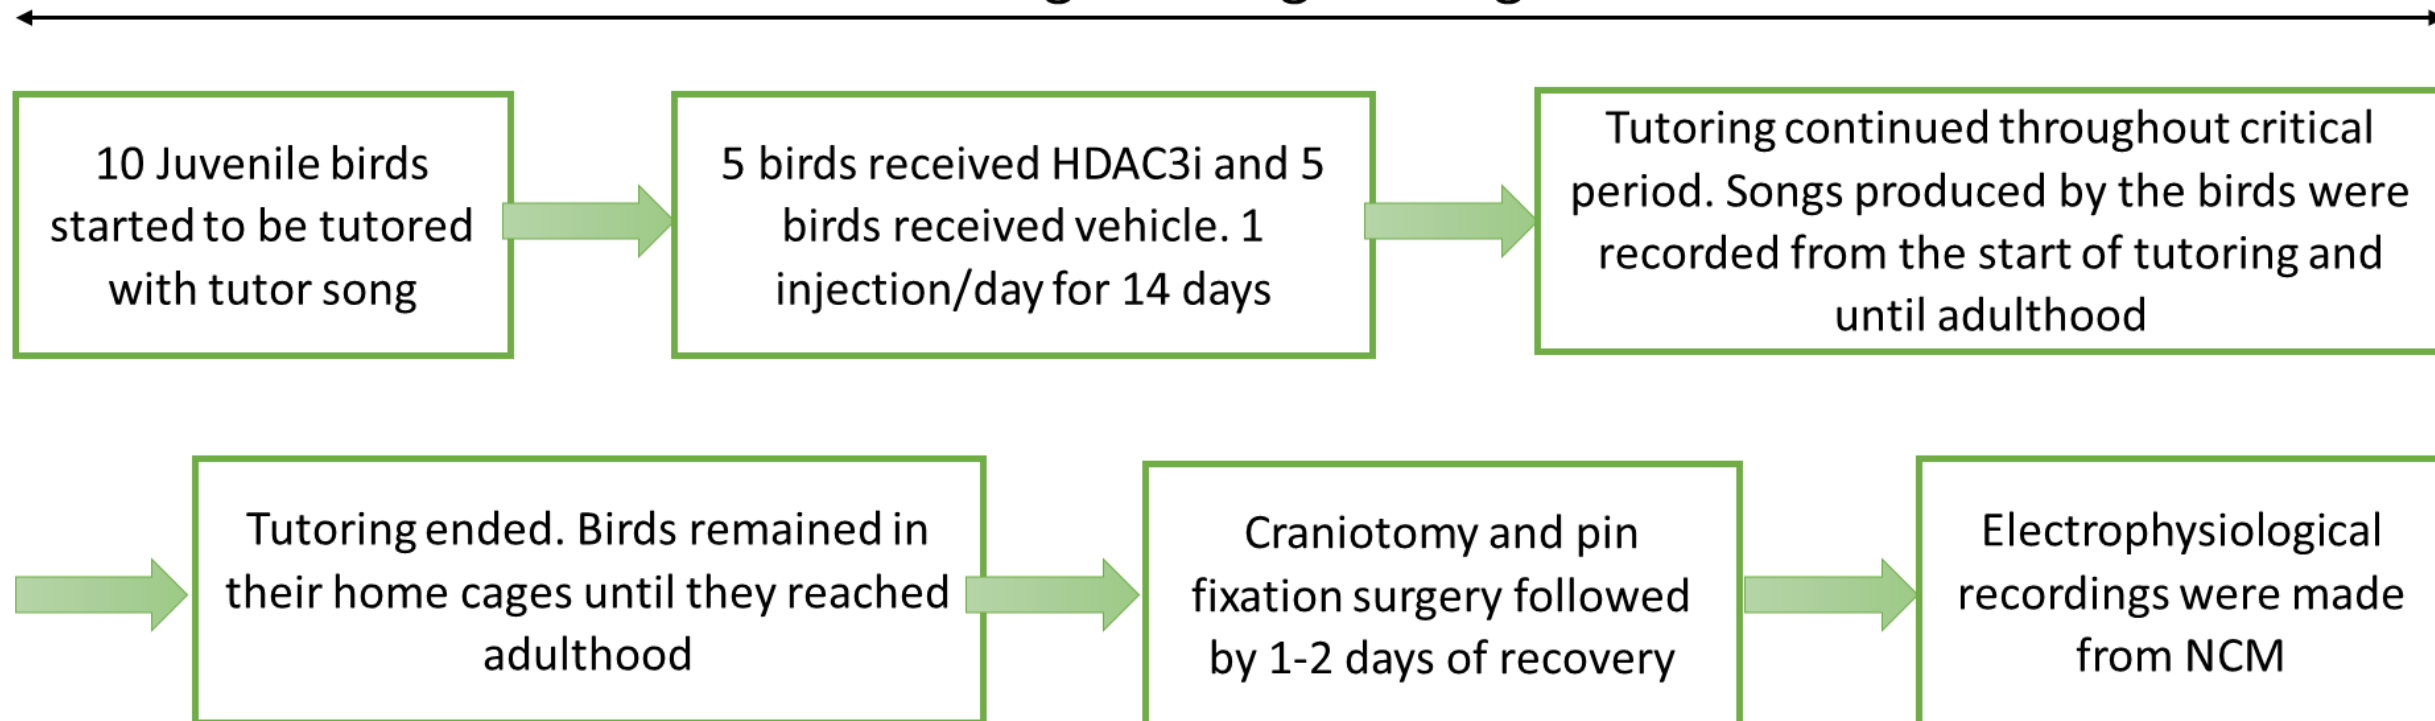 10 Juvenile birds
started to be tutored
with tutor song
5 birds received HDAC3i and 5
birds received vehicle. 1
injection/day for 14 days
Tutoring continued throughout critical
period. Songs produced by the birds were
recorded from the start of tutoring and
until adulthood
Tutoring ended. Birds remained in
their home cages until they reached
adulthood
Craniotomy and pin
fixation surgery followed
by 1-2 days of recovery
Electrophysiological
recordings were made
from NCM